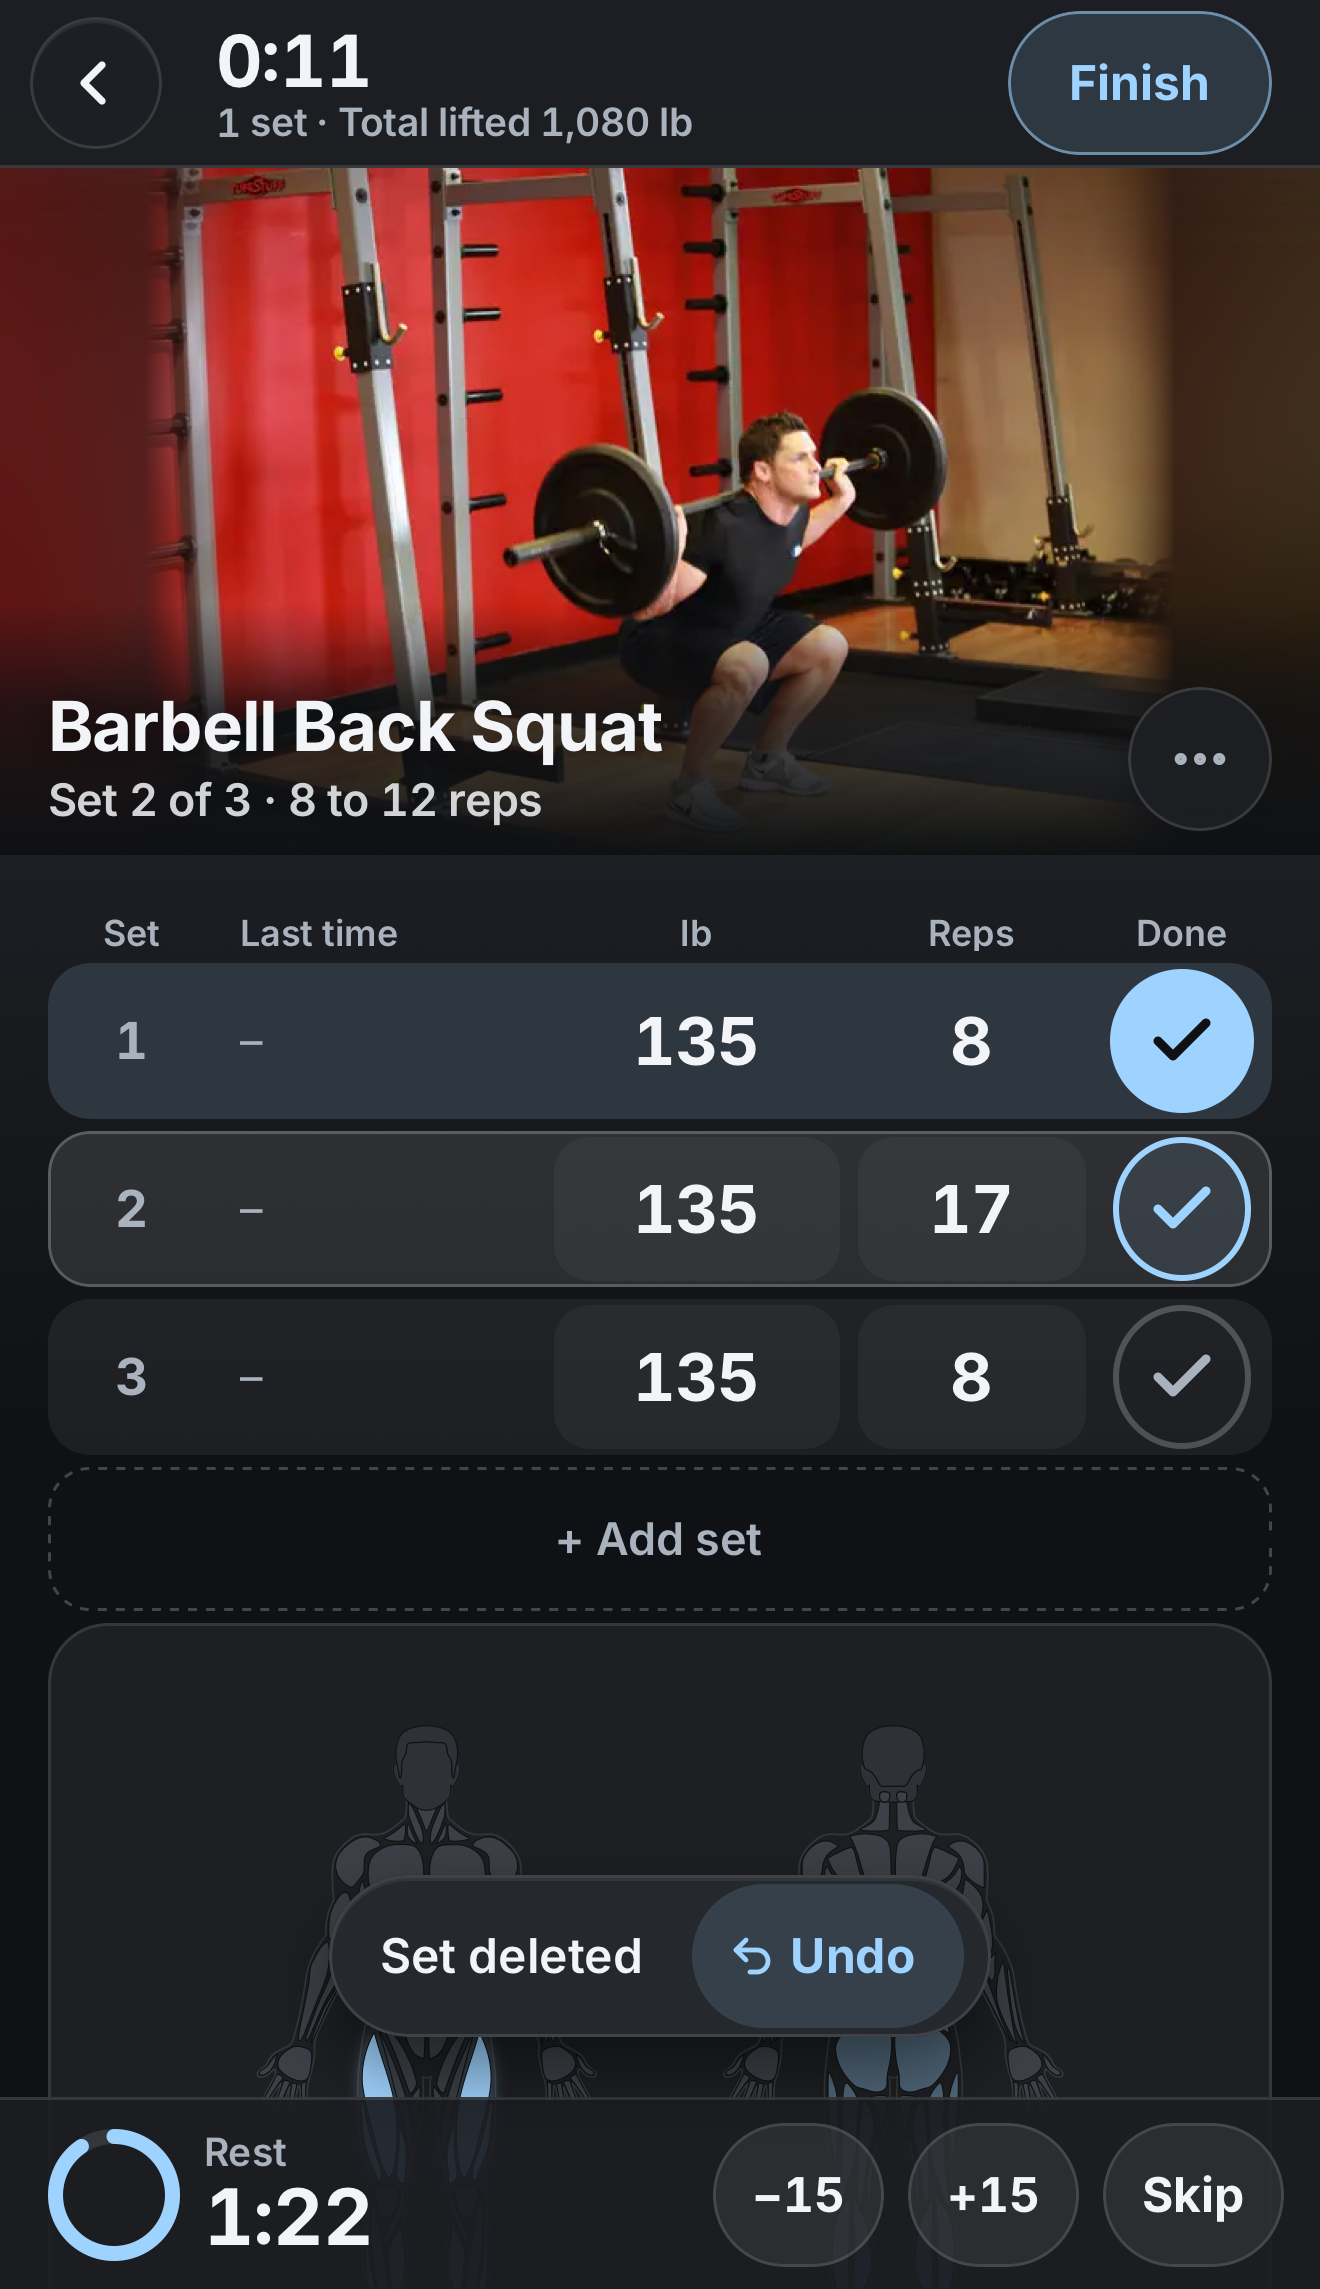 0:11
1 set · Total lifted 1,080 lb
Finish
Barbell Back Squat
Set 2 of 3 · 8 to 12 reps
Set Last time lb Reps Done
1 – 135 8
2 – 135 17
3 – 135 8
+ Add set
Set deleted Undo
Rest
1:22
−15 +15 Skip